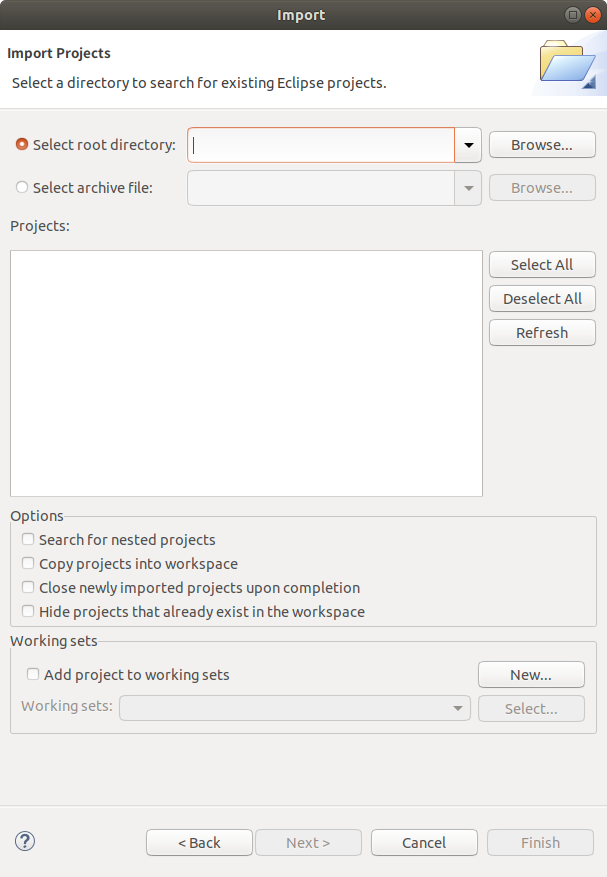 Import
Import Projects
Select a directory to search for existing Eclipse projects.
Select root directory:
Browse...
Select archive file:
Browse...
Projects:
Select All
Deselect All
Refresh
Options
Search for nested projects
Copy projects into workspace
Close newly imported projects upon completion
Hide projects that already exist in the workspace
Working sets
Add project to working sets
New...
Working sets:
Select...
?
< Back
Next >
Cancel
Finish